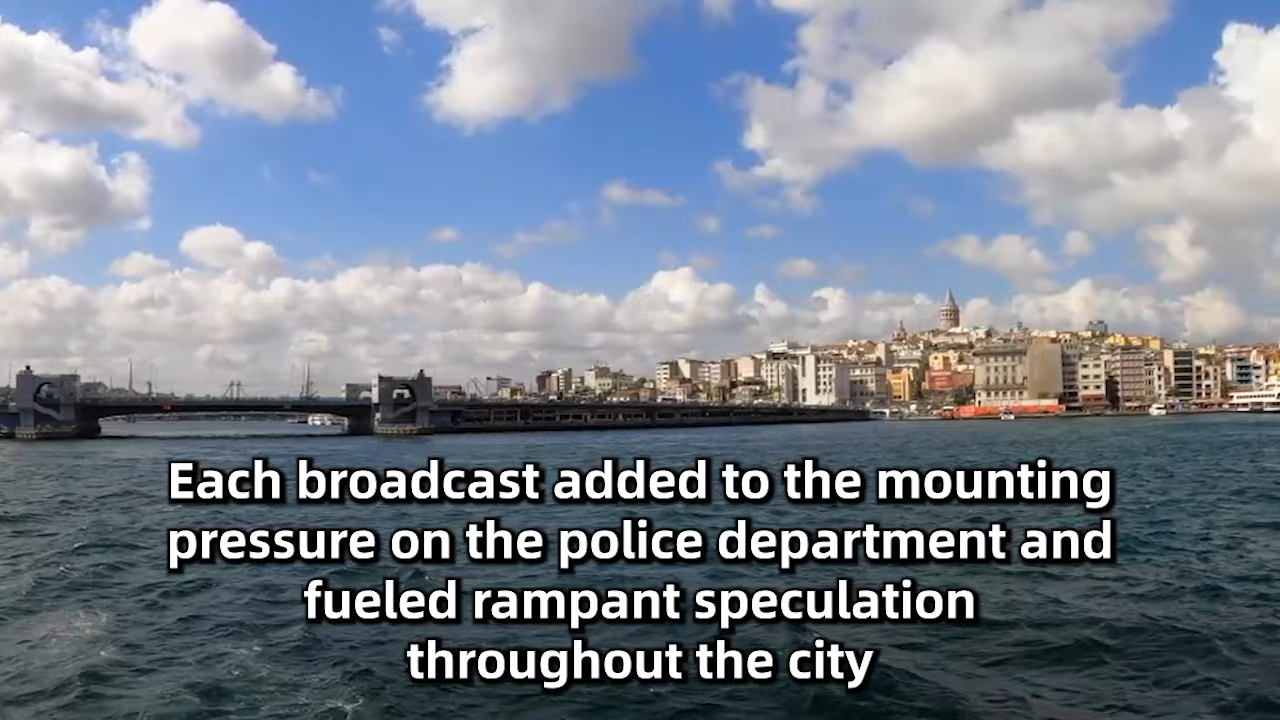 Each broadcast added to the mounting
pressure on the police department and
fueled rampant speculation
throughout the city